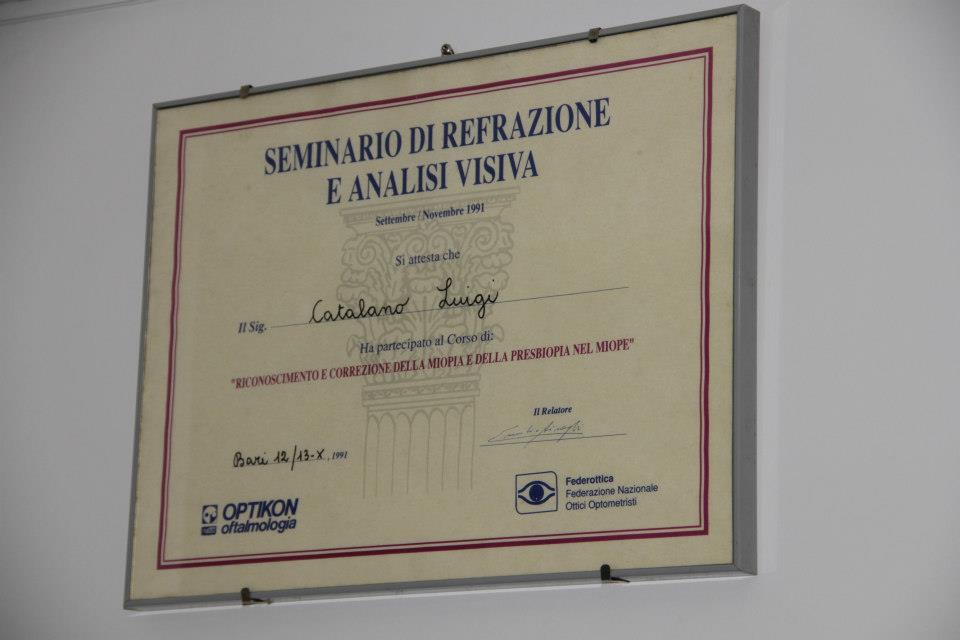 SEMINARIO DI REFRAZIONE
E ANALISI VISIVA
Settembre / Novembre 1991
Si attesta che
Il Sig. Catalano Luigi
Ha partecipato al Corso di:
"RICONOSCIMENTO E CORREZIONE DELLA MIOPIA E DELLA PRESBIOPIA NEL MIOPE"
Il Relatore
Bari 12/13-X, 1991
OPTIKON
oftalmologia
Federottica
Federazione Nazionale
Ottici Optometristi